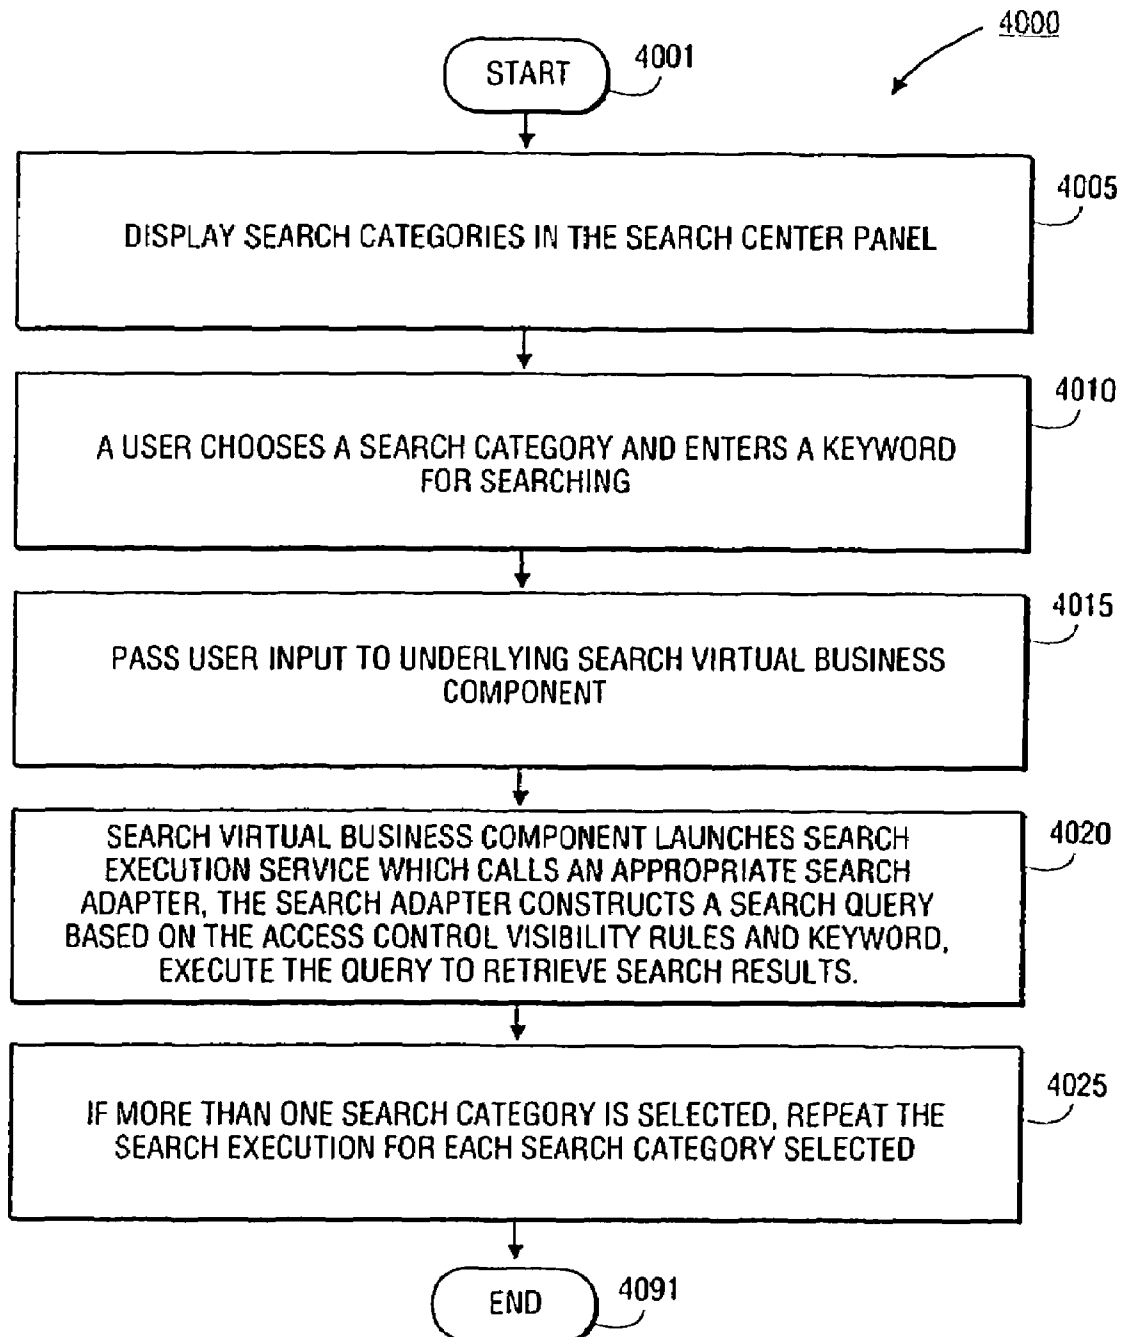 4000
START
4001
4005
DISPLAY SEARCH CATEGORIES IN THE SEARCH CENTER PANEL
4010
A USER CHOOSES A SEARCH CATEGORY AND ENTERS A KEYWORD
FOR SEARCHING
4015
PASS USER INPUT TO UNDERLYING SEARCH VIRTUAL BUSINESS
COMPONENT
4020
SEARCH VIRTUAL BUSINESS COMPONENT LAUNCHES SEARCH
EXECUTION SERVICE WHICH CALLS AN APPROPRIATE SEARCH
ADAPTER, THE SEARCH ADAPTER CONSTRUCTS A SEARCH QUERY
BASED ON THE ACCESS CONTROL VISIBILITY RULES AND KEYWORD,
EXECUTE THE QUERY TO RETRIEVE SEARCH RESULTS.
4025
IF MORE THAN ONE SEARCH CATEGORY IS SELECTED, REPEAT THE
SEARCH EXECUTION FOR EACH SEARCH CATEGORY SELECTED
END
4091